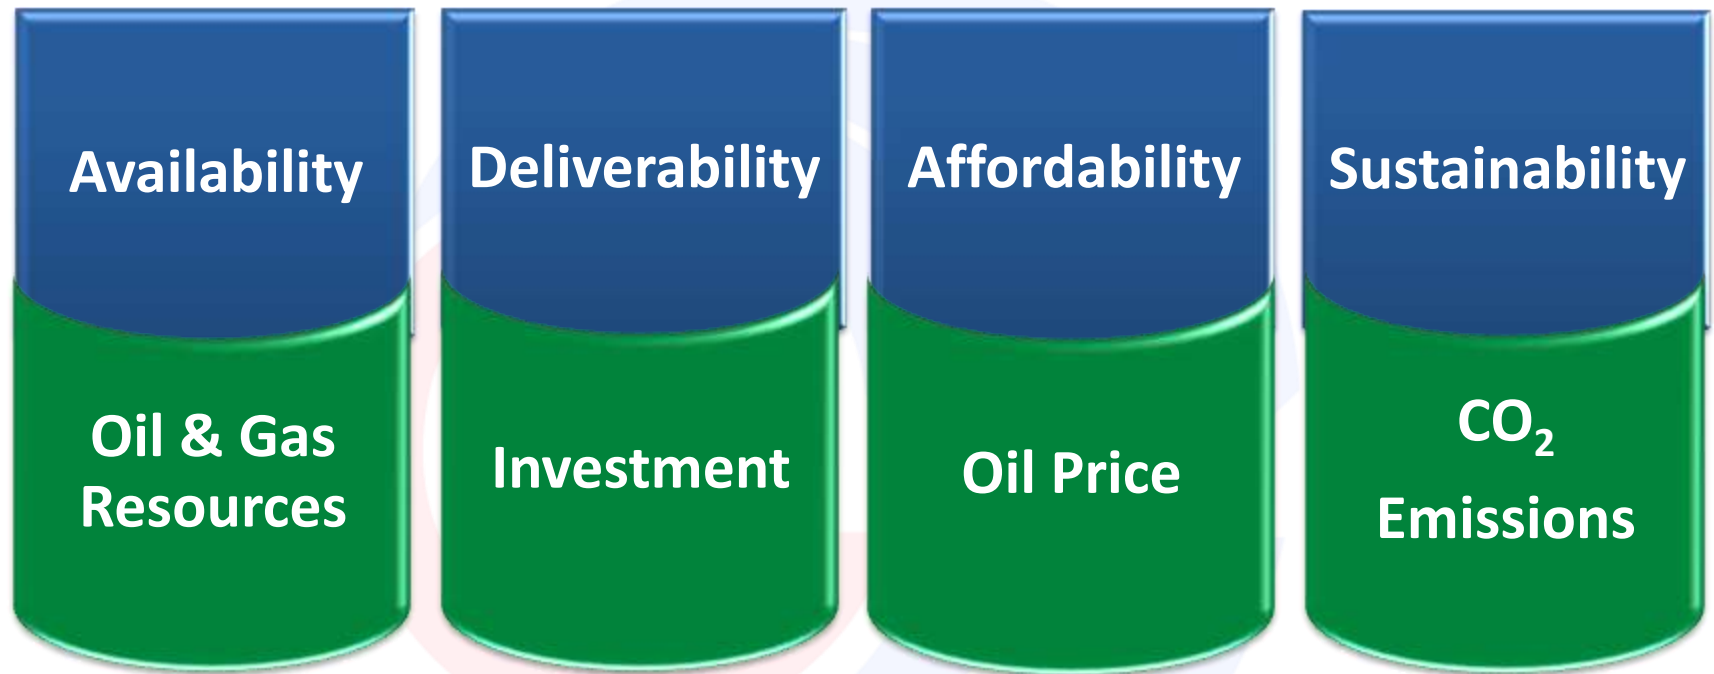 Availability
Oil & Gas
Resources
Deliverability
Investment
Affordability
Oil Price
Sustainability
CO₂
Emissions